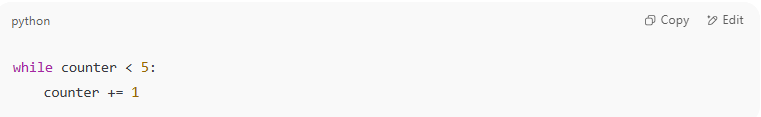 python Copy Edit
while counter < 5:
    counter += 1